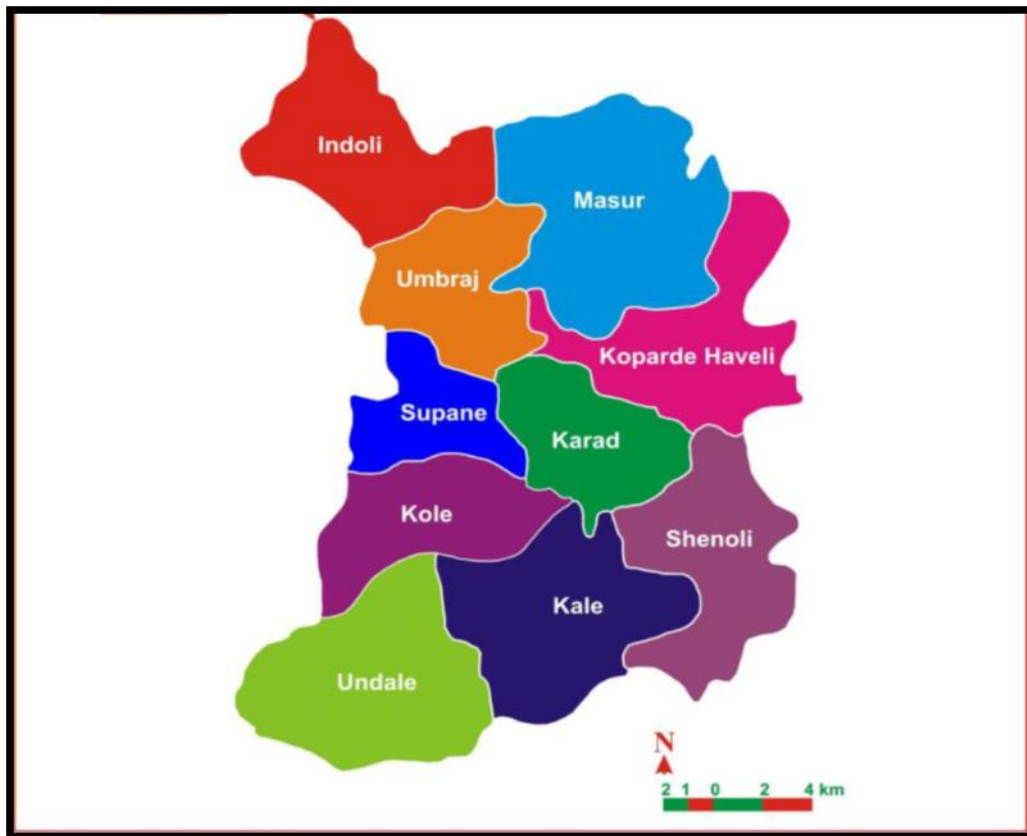 Indoli
Masur
Umbraj
Koparde Haveli
Supane
Karad
Kole
Shenoli
Kale
Undale
N
2 1 0 2 4 km